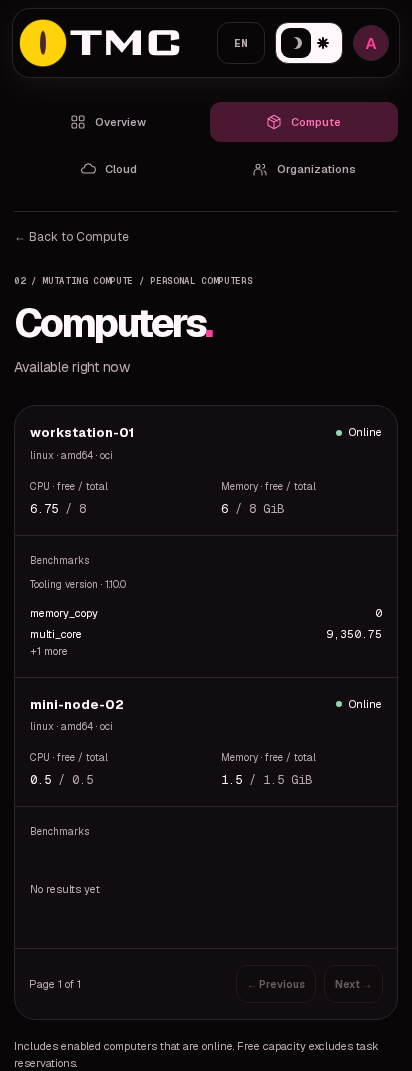 TMC
EN
A
Overview
Compute
Cloud
Organizations
← Back to Compute
02 / MUTATING COMPUTE / PERSONAL COMPUTERS
Computers.
Available right now
workstation-01
Online
linux · amd64 · oci
CPU · free / total
Memory · free / total
6.75 / 8
6 / 8 GiB
Benchmarks
Tooling version · 1.10.0
memory_copy
0
multi_core
9,350.75
+1 more
mini-node-02
Online
linux · amd64 · oci
CPU · free / total
Memory · free / total
0.5 / 0.5
1.5 / 1.5 GiB
Benchmarks
No results yet
Page 1 of 1
← Previous
Next →
Includes enabled computers that are online. Free capacity excludes task
reservations.